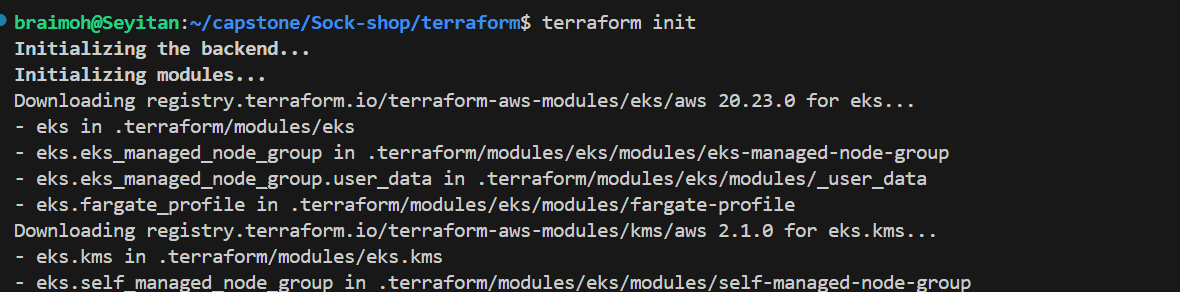 braimoh@Seyitan:~/capstone/Sock-shop/terraform$ terraform init
Initializing the backend...
Initializing modules...
Downloading registry.terraform.io/terraform-aws-modules/eks/aws 20.23.0 for eks...
- eks in .terraform/modules/eks
- eks.eks_managed_node_group in .terraform/modules/eks/modules/eks-managed-node-group
- eks.eks_managed_node_group.user_data in .terraform/modules/eks/modules/_user_data
- eks.fargate_profile in .terraform/modules/eks/modules/fargate-profile
Downloading registry.terraform.io/terraform-aws-modules/kms/aws 2.1.0 for eks.kms...
- eks.kms in .terraform/modules/eks.kms
- eks.self_managed_node_group in .terraform/modules/eks/modules/self-managed-node-group